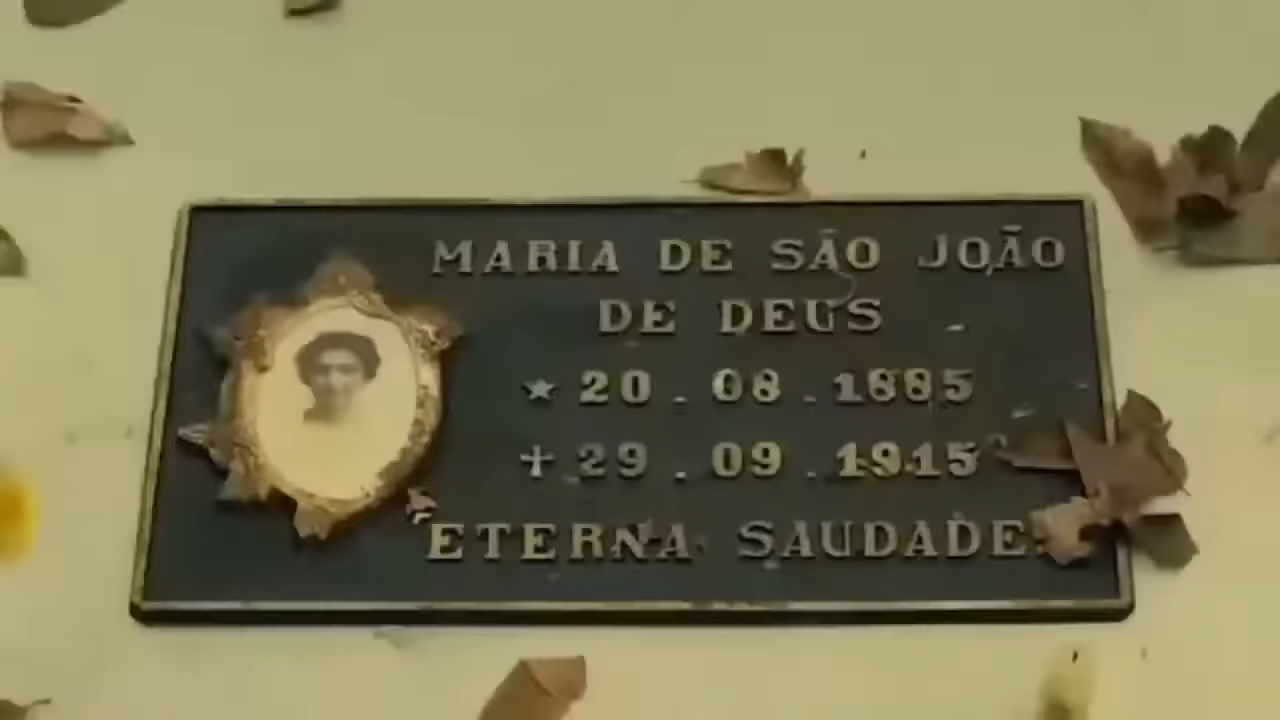 MARIA DE SÃO JOÃO
DE DEUS
★ 20.08.1885
✝ 29.09.1915
ETERNA SAUDADE